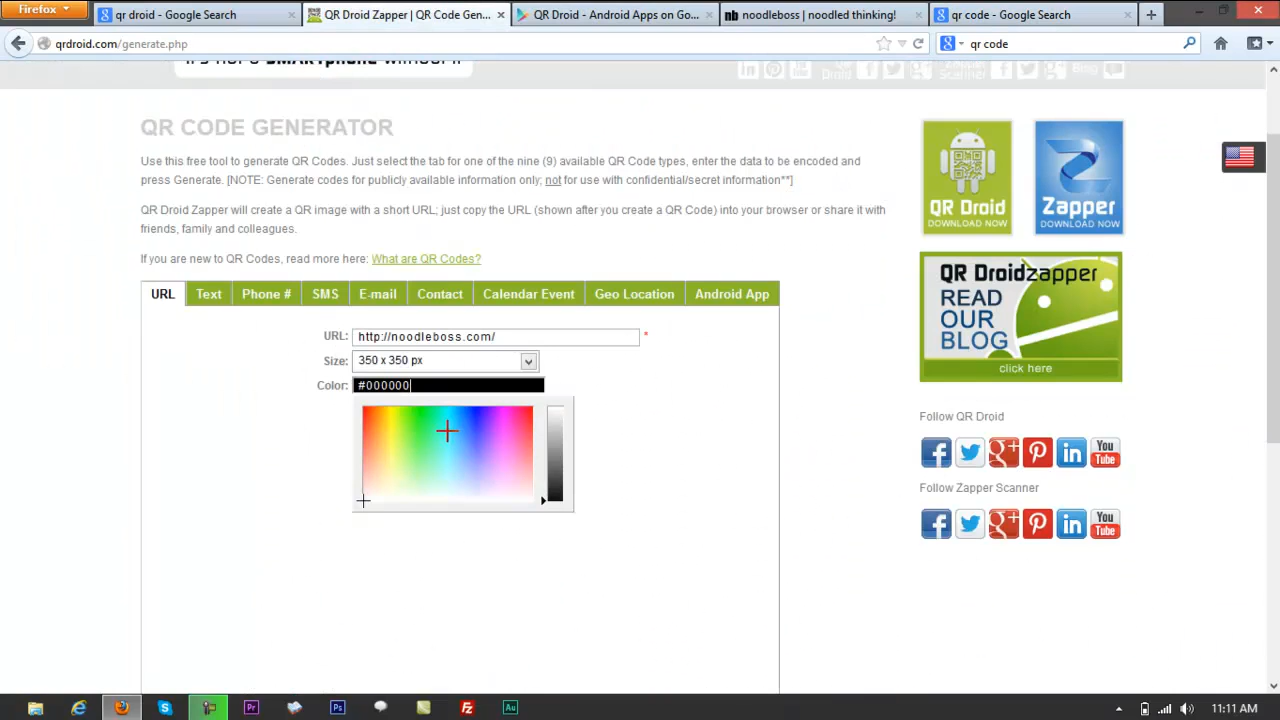 Firefox
qr droid - Google Search
QR Droid Zapper | QR Code Gen...
QR Droid - Android Apps on Go...
noodleboss | noodled thinking!
qr code - Google Search
qrdroid.com/generate.php
qr code
QR Droid
Blog
QR CODE GENERATOR
Use this free tool to generate QR Codes. Just select the tab for one of the nine (9) available QR Code types, enter the data to be encoded and
press Generate. [NOTE: Generate codes for publicly available information only; not for use with confidential/secret information**]
QR Droid Zapper will create a QR image with a short URL; just copy the URL (shown after you create a QR Code) into your browser or share it with
friends, family and colleagues.
If you are new to QR Codes, read more here: What are QR Codes?
URL
Text
Phone #
SMS
E-mail
Contact
Calendar Event
Geo Location
Android App
URL: http://noodleboss.com/ *
Size: 350 x 350 px
Color: #000000
QR Droid
DOWNLOAD NOW
Zapper
DOWNLOAD NOW
QR Droidzapper
READ
OUR
BLOG
click here
Follow QR Droid
You
Tube
Follow Zapper Scanner
You
Tube
11:11 AM